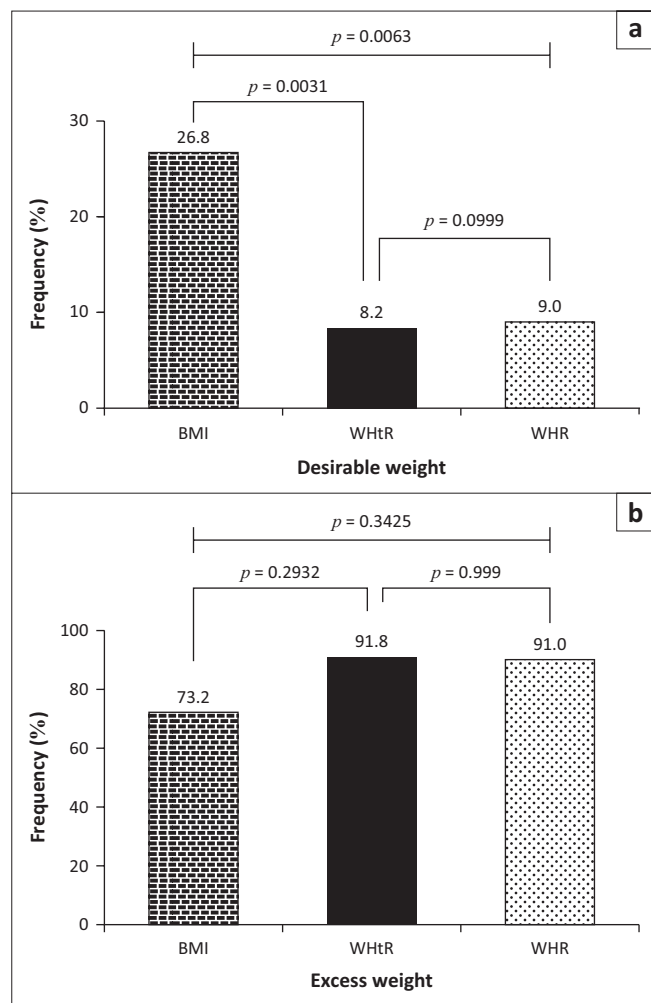 a
p = 0.0063
p = 0.0031
30
26.8
Frequency (%)
20
p = 0.0999
10
8.2
9.0
0
BMI
WHtR
WHR
Desirable weight
b
p = 0.3425
p = 0.2932
p = 0.999
100
91.8
91.0
80
73.2
Frequency (%)
60
40
20
0
BMI
WHtR
WHR
Excess weight